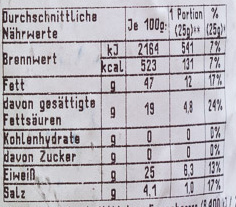 Durchschnittliche Nährwerte Je 100g: 1 Portion (25g)** % (25g)*
Brennwert kJ 2164 541 7%
kcal 523 131 7%
Fett g 47 12 17%
davon gesättigte Fettsäuren g 19 4,8 24%
Kohlenhydrate g 0 0 0%
davon Zucker g 0 0 0%
Eiweiß g 25 6,3 13%
Salz g 4,1 1,0 17%